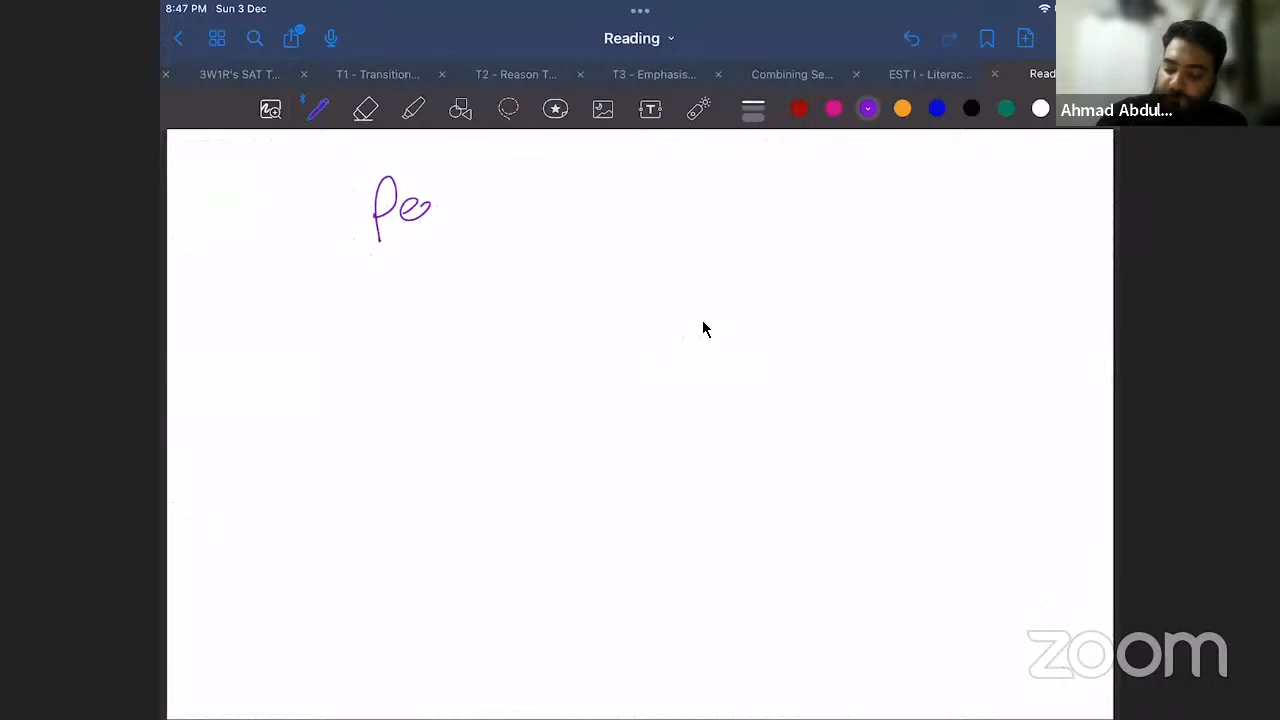 8:47 PM Sun 3 Dec
Reading
3W1R's SAT T...
T1 - Transition...
T2 - Reason T...
T3 - Emphasis...
Combining Se...
EST I - Literac...
Read
T
Ahmad Abdul...
Pe
zoom